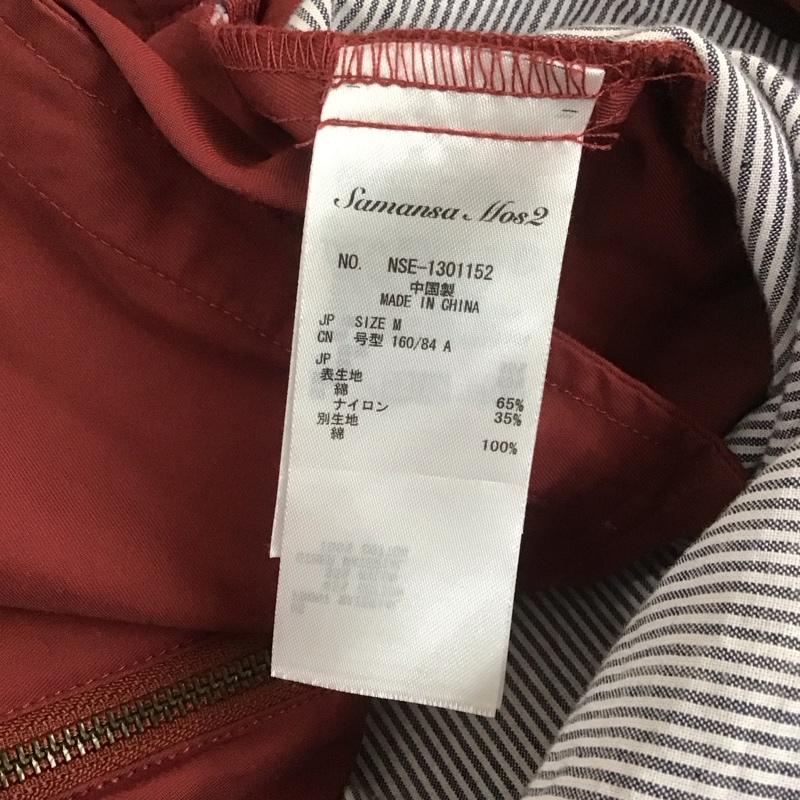 Samansa Mos2
NO. NSE-1301152
中国製
MADE IN CHINA
JP SIZE M
CN 号型 160/84 A
JP
表生地
綿 65%
ナイロン 35%
別生地
綿 100%